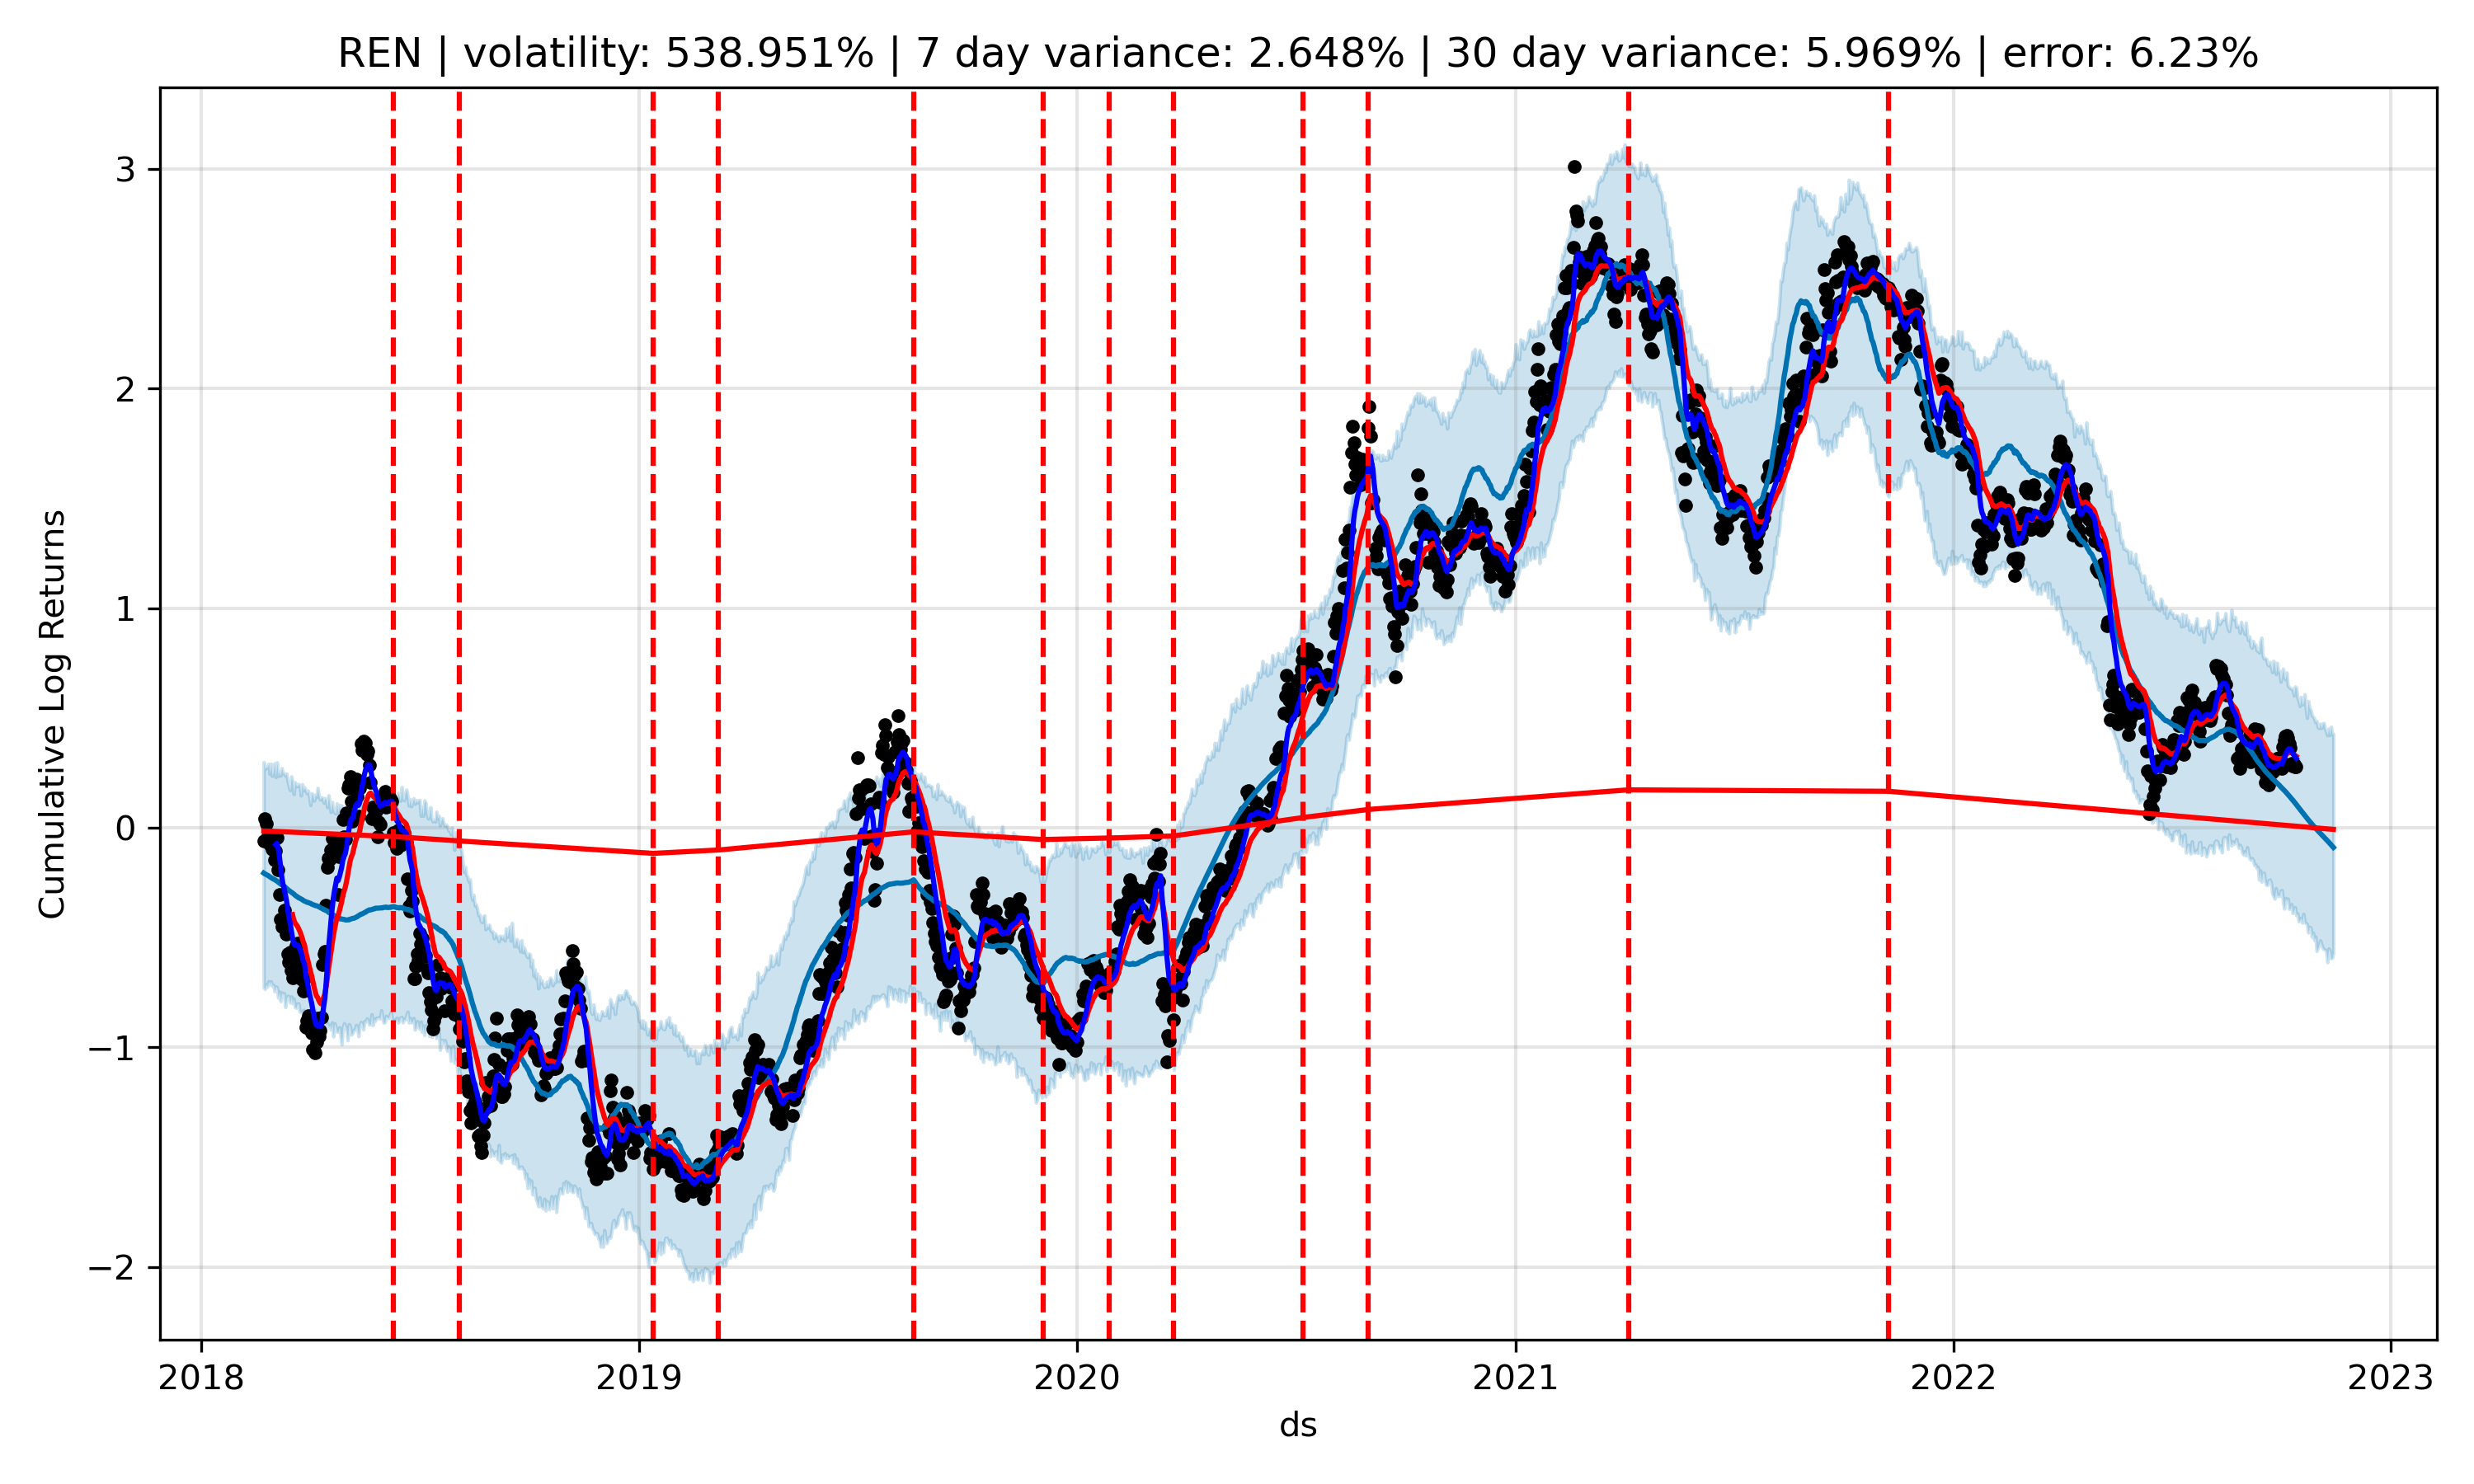 REN | volatility: 538.951% | 7 day variance: 2.648% | 30 day variance: 5.969% | error: 6.23%
Cumulative Log Returns
3
2
1
0
−1
−2
2018 2019 2020 2021 2022 2023
ds